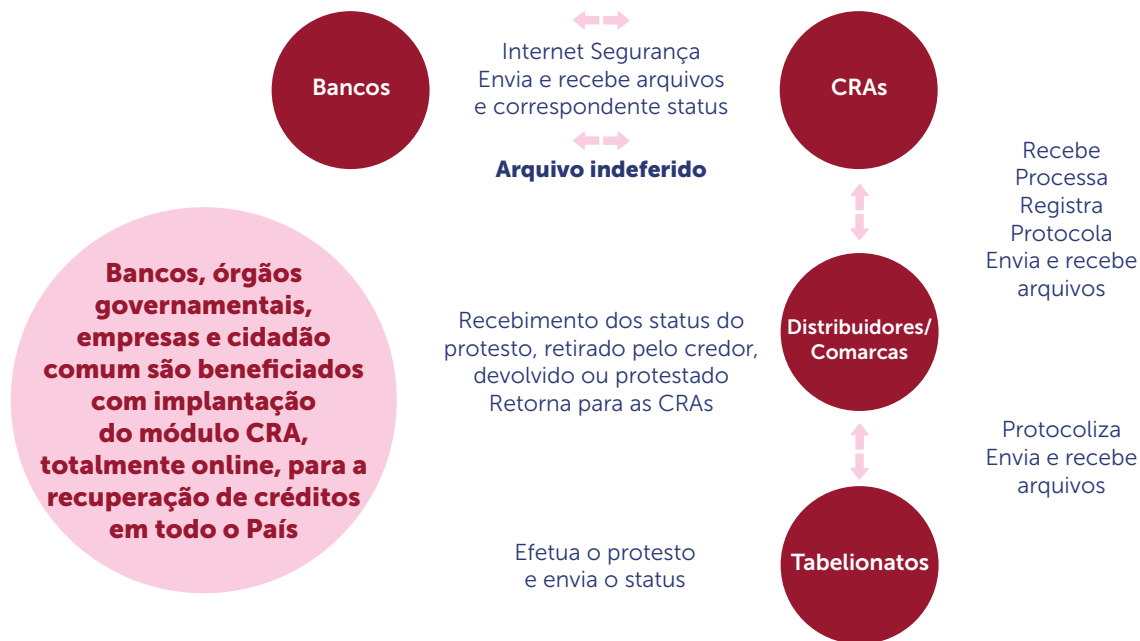 Bancos
Internet Segurança
Envia e recebe arquivos
e correspondente status
Arquivo indeferido
CRAs
Recebe
Processa
Registra
Protocola
Envia e recebe
arquivos
Bancos, órgãos
governamentais,
empresas e cidadão
comum são beneficiados
com implantação
do módulo CRA,
totalmente online, para a
recuperação de créditos
em todo o País
Recebimento dos status do
protesto, retirado pelo credor,
devolvido ou protestado
Retorna para as CRAs
Distribuidores/
Comarcas
Protocoliza
Envia e recebe
arquivos
Efetua o protesto
e envia o status
Tabelionatos